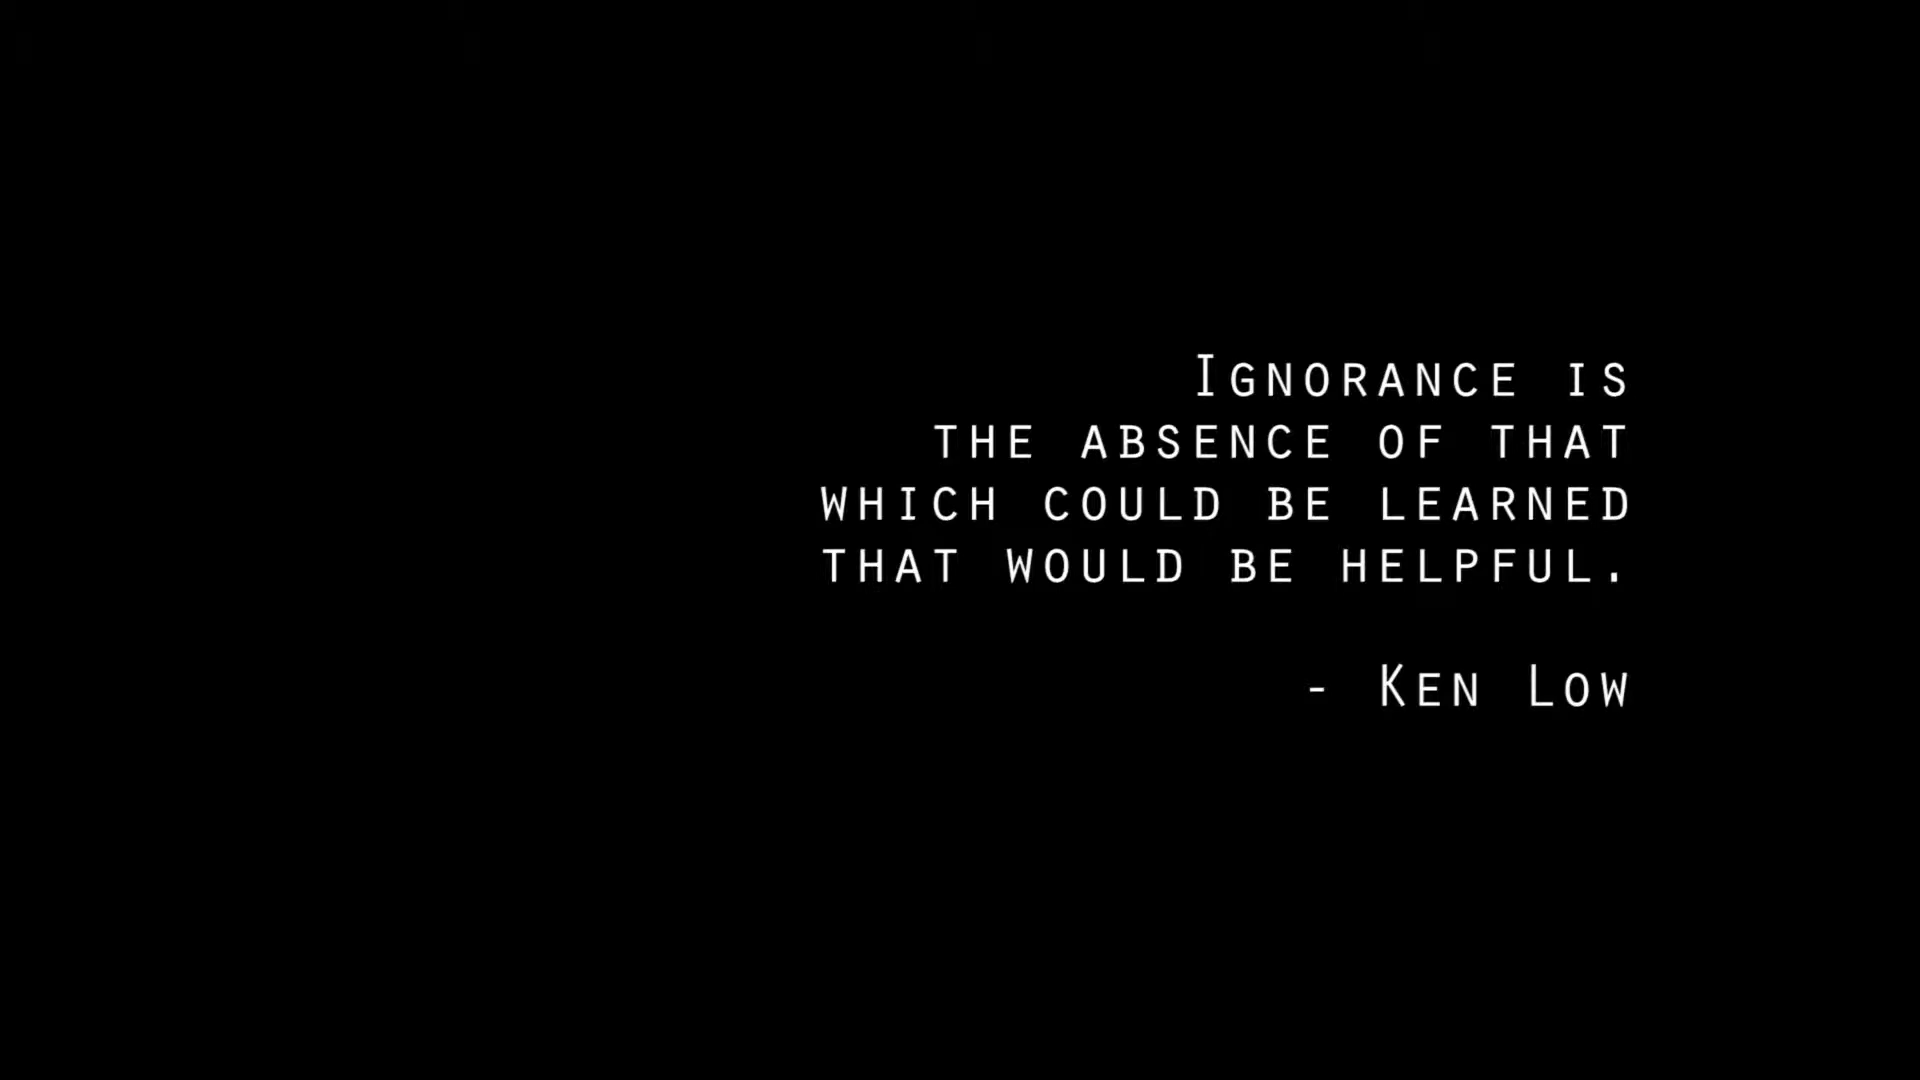 Ignorance is
the absence of that
which could be learned
that would be helpful.
- Ken Low